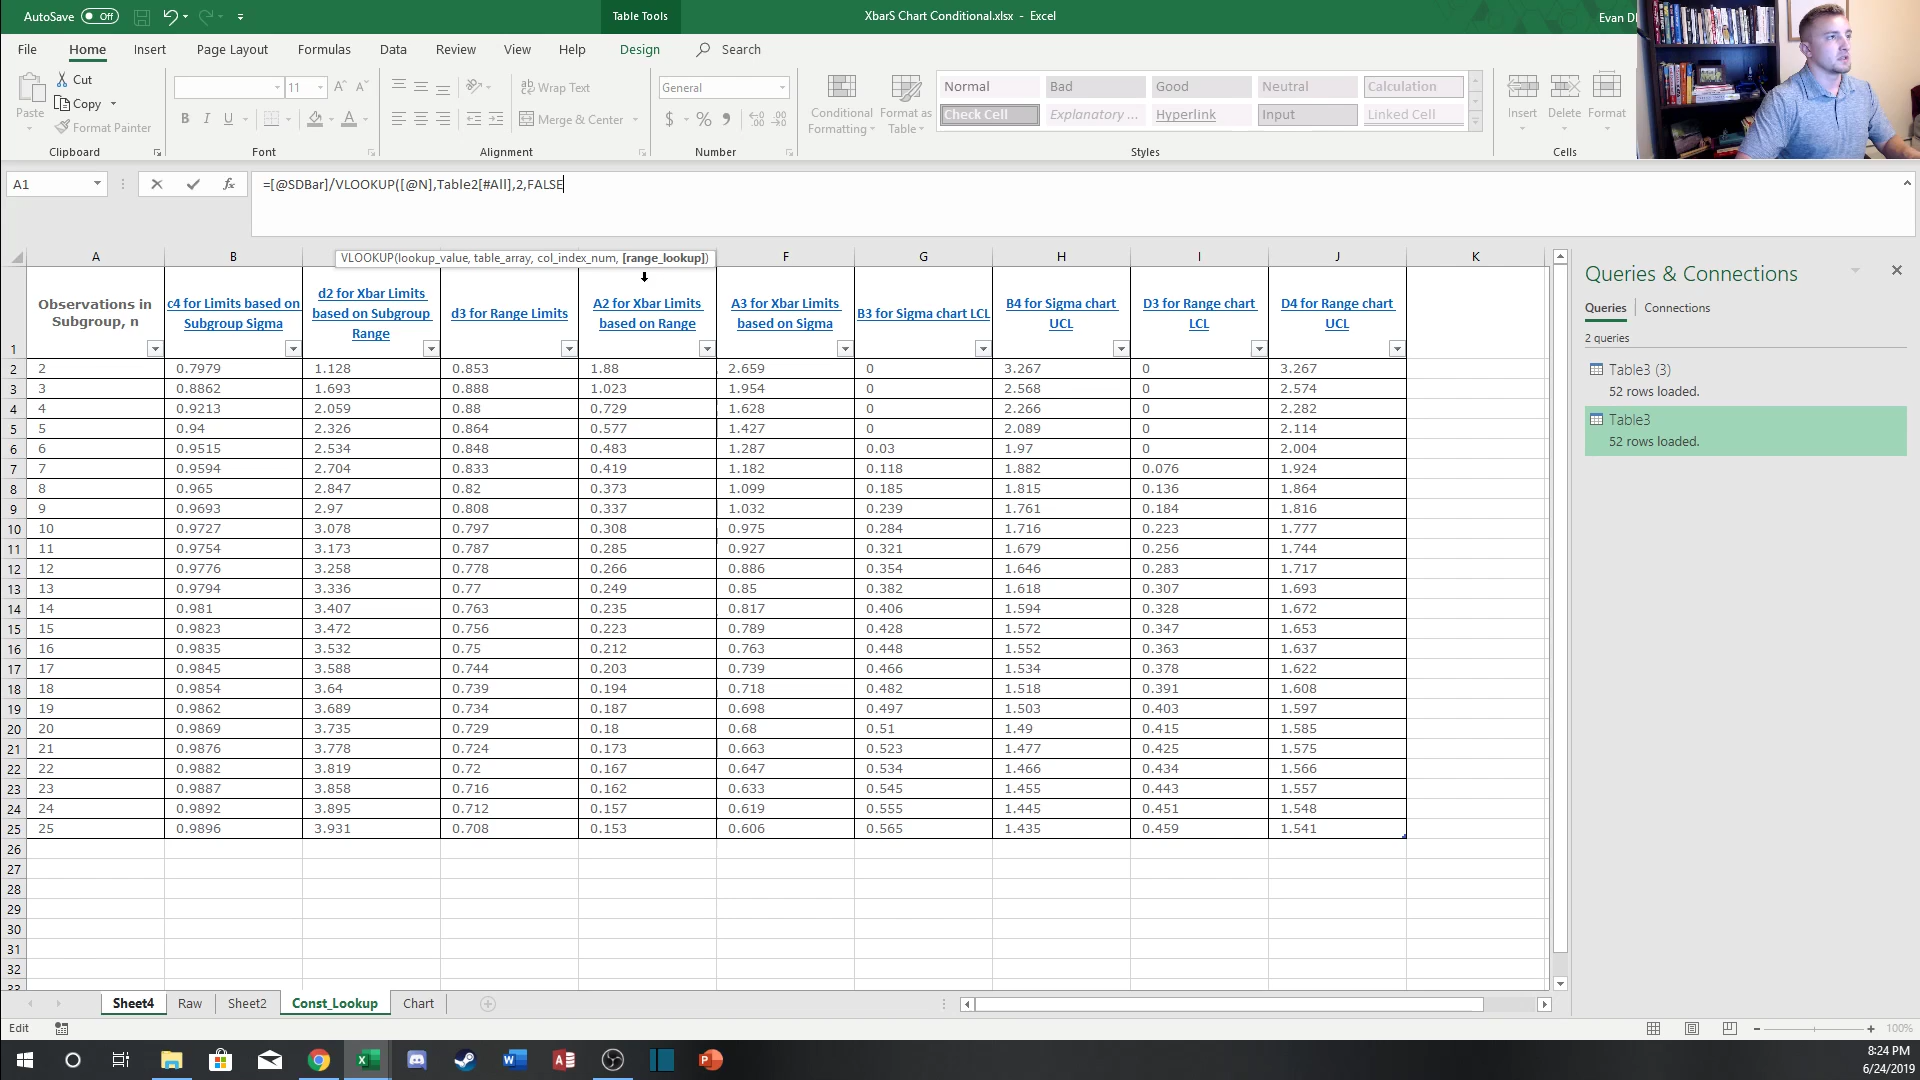 AutoSave Off
Table Tools
XbarS Chart Conditional.xlsx - Excel
Evan
File Home Insert Page Layout Formulas Data Review View Help Design Search
Cut
Copy
Format Painter
Paste
Clipboard
11
B I U A
Font
ab Wrap Text
Merge & Center
Alignment
General
$ % ,
Number
Conditional Formatting
Format as Table
Normal Bad Good Neutral Calculation
Check Cell Explanatory ... Hyperlink Input Linked Cell
Styles
Insert Delete Format
Cells
A1 fx =[@SDBar]/VLOOKUP([@N],Table2[#All],2,FALSE
VLOOKUP(lookup_value, table_array, col_index_num, [range_lookup])
A B F G H I J K
1 Observations in Subgroup, n
c4 for Limits based on Subgroup Sigma
d2 for Xbar Limits based on Subgroup Range
d3 for Range Limits
A2 for Xbar Limits based on Range
A3 for Xbar Limits based on Sigma
B3 for Sigma chart LCL
B4 for Sigma chart UCL
D3 for Range chart LCL
D4 for Range chart UCL
2 2 0.7979 1.128 0.853 1.88 2.659 0 3.267 0 3.267
3 3 0.8862 1.693 0.888 1.023 1.954 0 2.568 0 2.574
4 4 0.9213 2.059 0.88 0.729 1.628 0 2.266 0 2.282
5 5 0.94 2.326 0.864 0.577 1.427 0 2.089 0 2.114
6 6 0.9515 2.534 0.848 0.483 1.287 0.03 1.97 0 2.004
7 7 0.9594 2.704 0.833 0.419 1.182 0.118 1.882 0.076 1.924
8 8 0.965 2.847 0.82 0.373 1.099 0.185 1.815 0.136 1.864
9 9 0.9693 2.97 0.808 0.337 1.032 0.239 1.761 0.184 1.816
10 10 0.9727 3.078 0.797 0.308 0.975 0.284 1.716 0.223 1.777
11 11 0.9754 3.173 0.787 0.285 0.927 0.321 1.679 0.256 1.744
12 12 0.9776 3.258 0.778 0.266 0.886 0.354 1.646 0.283 1.717
13 13 0.9794 3.336 0.77 0.249 0.85 0.382 1.618 0.307 1.693
14 14 0.981 3.407 0.763 0.235 0.817 0.406 1.594 0.328 1.672
15 15 0.9823 3.472 0.756 0.223 0.789 0.428 1.572 0.347 1.653
16 16 0.9835 3.532 0.75 0.212 0.763 0.448 1.552 0.363 1.637
17 17 0.9845 3.588 0.744 0.203 0.739 0.466 1.534 0.378 1.622
18 18 0.9854 3.64 0.739 0.194 0.718 0.482 1.518 0.391 1.608
19 19 0.9862 3.689 0.734 0.187 0.698 0.497 1.503 0.403 1.597
20 20 0.9869 3.735 0.729 0.18 0.68 0.51 1.49 0.415 1.585
21 21 0.9876 3.778 0.724 0.173 0.663 0.523 1.477 0.425 1.575
22 22 0.9882 3.819 0.72 0.167 0.647 0.534 1.466 0.434 1.566
23 23 0.9887 3.858 0.716 0.162 0.633 0.545 1.455 0.443 1.557
24 24 0.9892 3.895 0.712 0.157 0.619 0.555 1.445 0.451 1.548
25 25 0.9896 3.931 0.708 0.153 0.606 0.565 1.435 0.459 1.541
26
27
28
29
30
31
32
33
Queries & Connections
Queries Connections
2 queries
Table3 (3)
52 rows loaded.
Table3
52 rows loaded.
Sheet4 Raw Sheet2 Const_Lookup Chart
Edit
100%
8:24 PM
6/24/2019